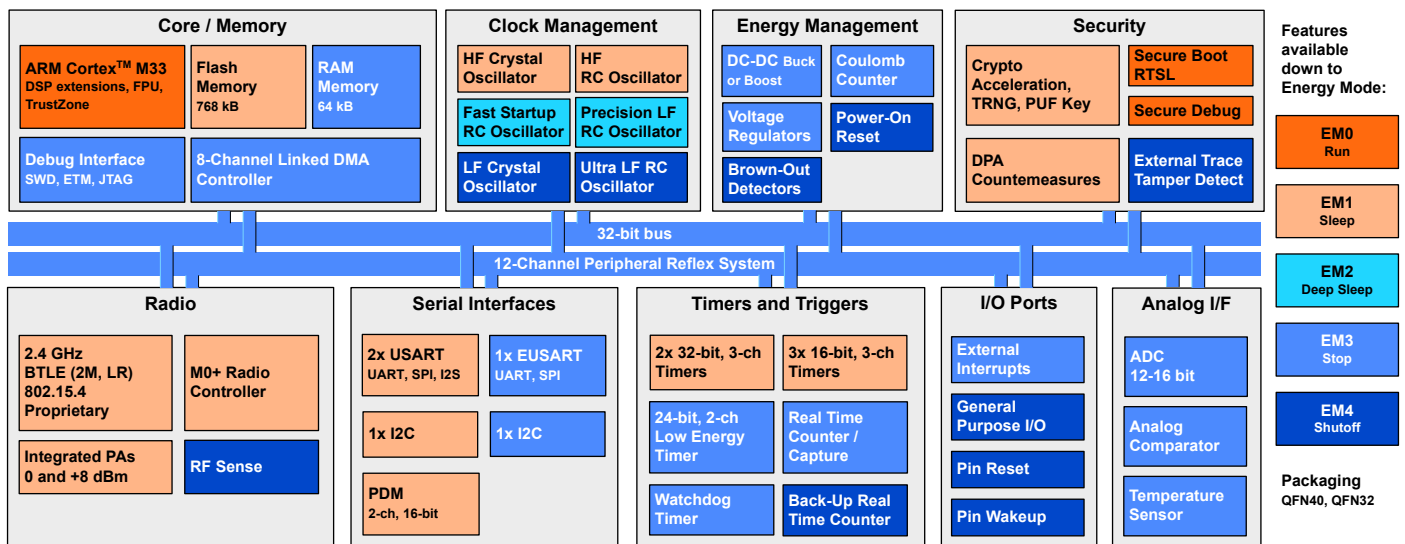 Core / Memory
ARM Cortex™ M33
DSP extensions, FPU,
TrustZone
Flash
Memory
768 kB
RAM
Memory
64 kB
Debug Interface
SWD, ETM, JTAG
8-Channel Linked DMA
Controller
Clock Management
HF Crystal
Oscillator
HF
RC Oscillator
Fast Startup
RC Oscillator
Precision LF
RC Oscillator
LF Crystal
Oscillator
Ultra LF RC
Oscillator
Energy Management
DC-DC Buck
or Boost
Coulomb
Counter
Voltage
Regulators
Power-On
Reset
Brown-Out
Detectors
Security
Crypto
Acceleration,
TRNG, PUF Key
Secure Boot
RTSL
Secure Debug
DPA
Countemeasures
External Trace
Tamper Detect
32-bit bus
12-Channel Peripheral Reflex System
Radio
2.4 GHz
BTLE (2M, LR)
802.15.4
Proprietary
M0+ Radio
Controller
Integrated PAs
0 and +8 dBm
RF Sense
Serial Interfaces
2x USART
UART, SPI, I2S
1x EUSART
UART, SPI
1x I2C
1x I2C
PDM
2-ch, 16-bit
Timers and Triggers
2x 32-bit, 3-ch
Timers
3x 16-bit, 3-ch
Timers
24-bit, 2-ch
Low Energy
Timer
Real Time
Counter /
Capture
Watchdog
Timer
Back-Up Real
Time Counter
I/O Ports
External
Interrupts
General
Purpose I/O
Pin Reset
Pin Wakeup
Analog I/F
ADC
12-16 bit
Analog
Comparator
Temperature
Sensor
Features
available
down to
Energy Mode:
EM0
Run
EM1
Sleep
EM2
Deep Sleep
EM3
Stop
EM4
Shutoff
Packaging
QFN40, QFN32